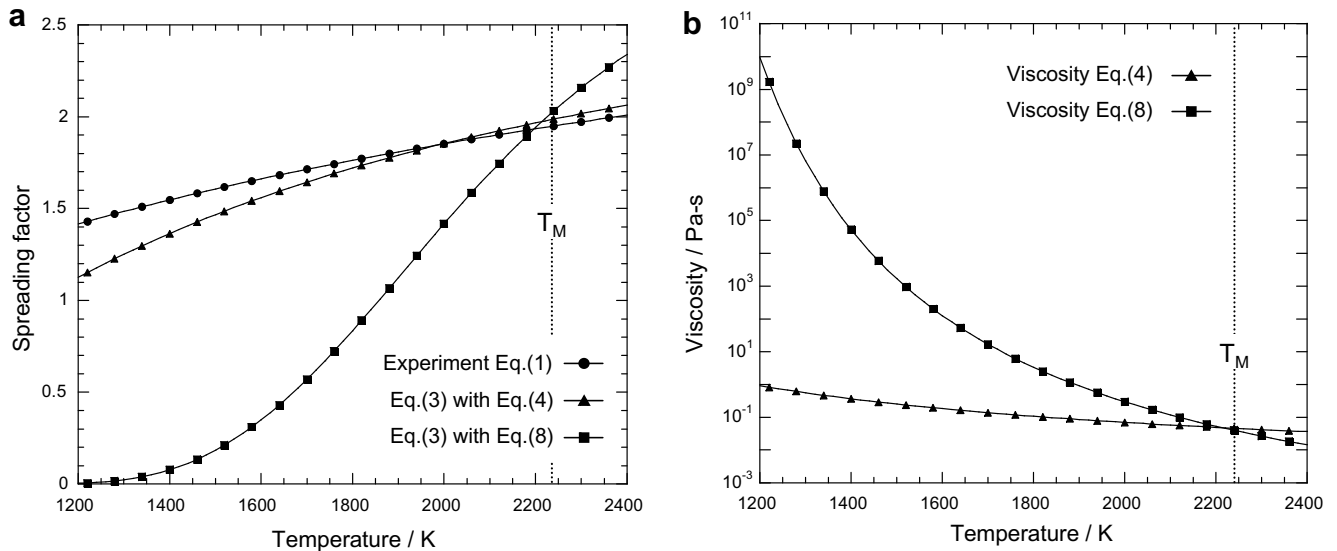 a
2.5
2
1.5
1
0.5
0
Spreading factor
T_M
Experiment Eq.(1)
Eq.(3) with Eq.(4)
Eq.(3) with Eq.(8)
1200 1400 1600 1800 2000 2200 2400
Temperature / K
b
10^11
10^9
10^7
10^5
10^3
10^1
10^-1
10^-3
Viscosity / Pa-s
Viscosity Eq.(4)
Viscosity Eq.(8)
T_M
1200 1400 1600 1800 2000 2200 2400
Temperature / K